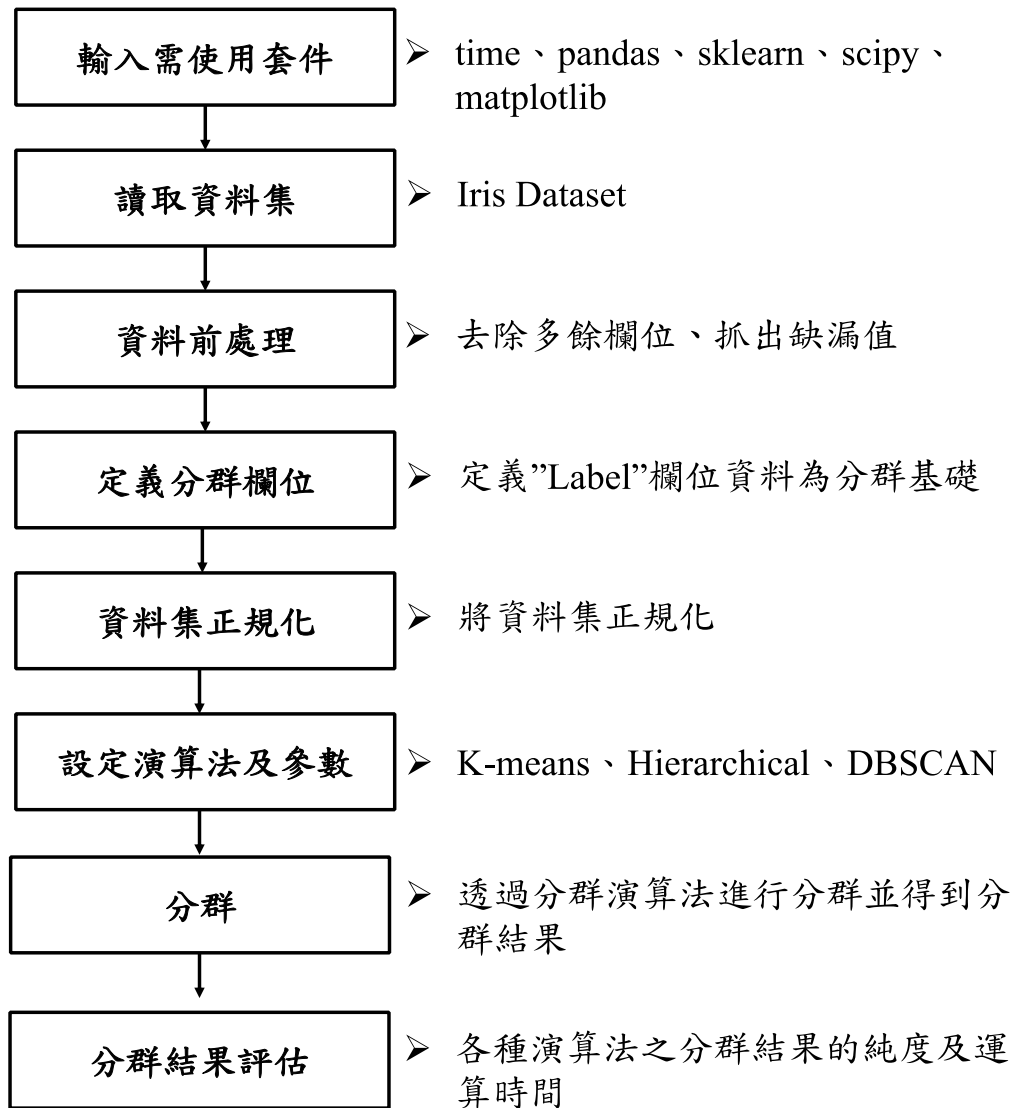 輸入需使用套件
➢ time、pandas、sklearn、scipy、
matplotlib
讀取資料集
➢ Iris Dataset
資料前處理
➢ 去除多餘欄位、抓出缺漏值
定義分群欄位
➢ 定義”Label”欄位資料為分群基礎
資料集正規化
➢ 將資料集正規化
設定演算法及參數
➢ K-means、Hierarchical、DBSCAN
分群
➢ 透過分群演算法進行分群並得到分
群結果
分群結果評估
➢ 各種演算法之分群結果的純度及運
算時間